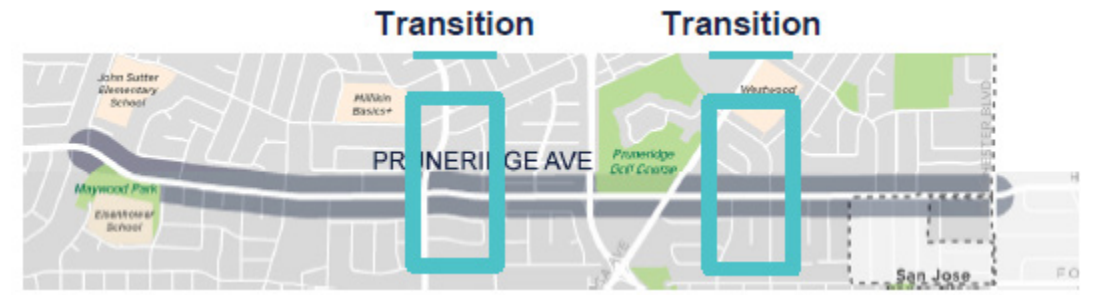 Transition Transition
John Sutter
Elementary
School
Millikin
Basics+
Westwood
PRUNERIDGE AVE
Pruneridge
Golf Course
Maywood Park
Eisenhower
School
San Jose
AVE